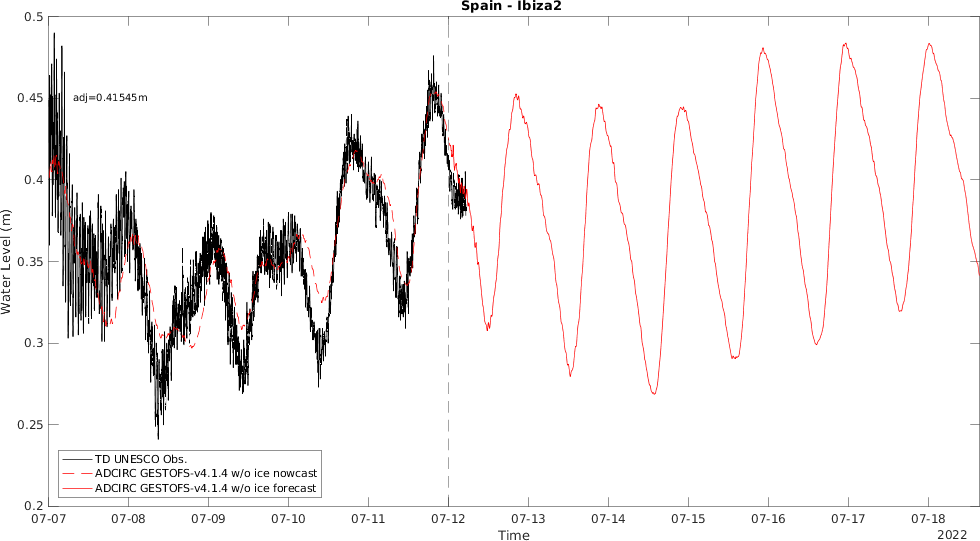 Spain - Ibiza2
0.5
0.45
0.4
0.35
0.3
0.25
0.2
Water Level (m)
adj=0.41545m
TD UNESCO Obs.
ADCIRC GESTOFS-v4.1.4 w/o ice nowcast
ADCIRC GESTOFS-v4.1.4 w/o ice forecast
07-07 07-08 07-09 07-10 07-11 07-12 07-13 07-14 07-15 07-16 07-17 07-18
Time
2022